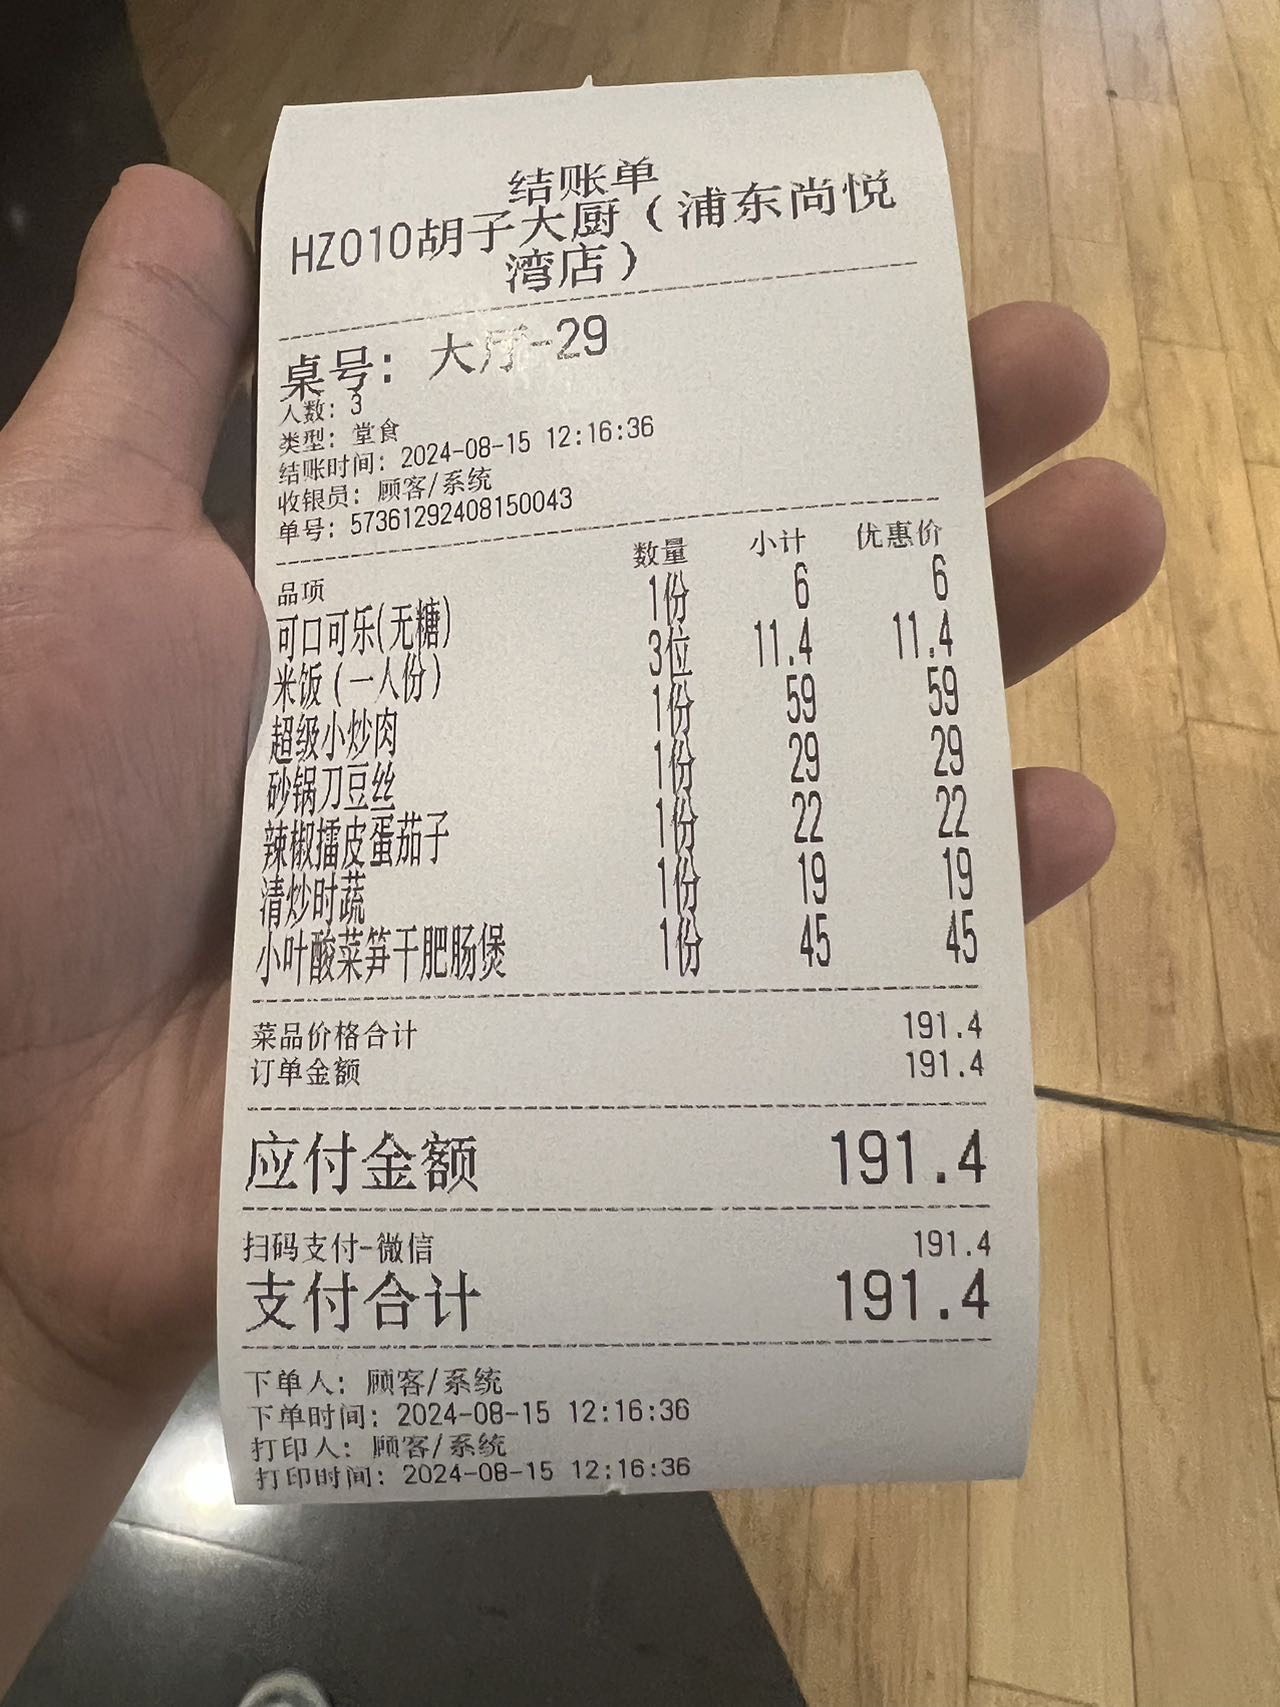 结账单
HZ010胡子大厨（浦东尚悦
湾店）
桌号：大厅-29
人数：3
类型：堂食
结账时间：2024-08-15 12:16:36
收银员：顾客/系统
单号：57361292408150043
品项 数量 小计 优惠价
可口可乐(无糖) 1份 6 6
米饭（一人份） 3位 11.4 11.4
超级小炒肉 1份 59 59
砂锅刀豆丝 1份 29 29
辣椒擂皮蛋茄子 1份 22 22
清炒时蔬 1份 19 19
小叶酸菜笋干肥肠煲 1份 45 45
菜品价格合计 191.4
订单金额 191.4
应付金额 191.4
扫码支付-微信 191.4
支付合计 191.4
下单人：顾客/系统
下单时间：2024-08-15 12:16:36
打印人：顾客/系统
打印时间：2024-08-15 12:16:36